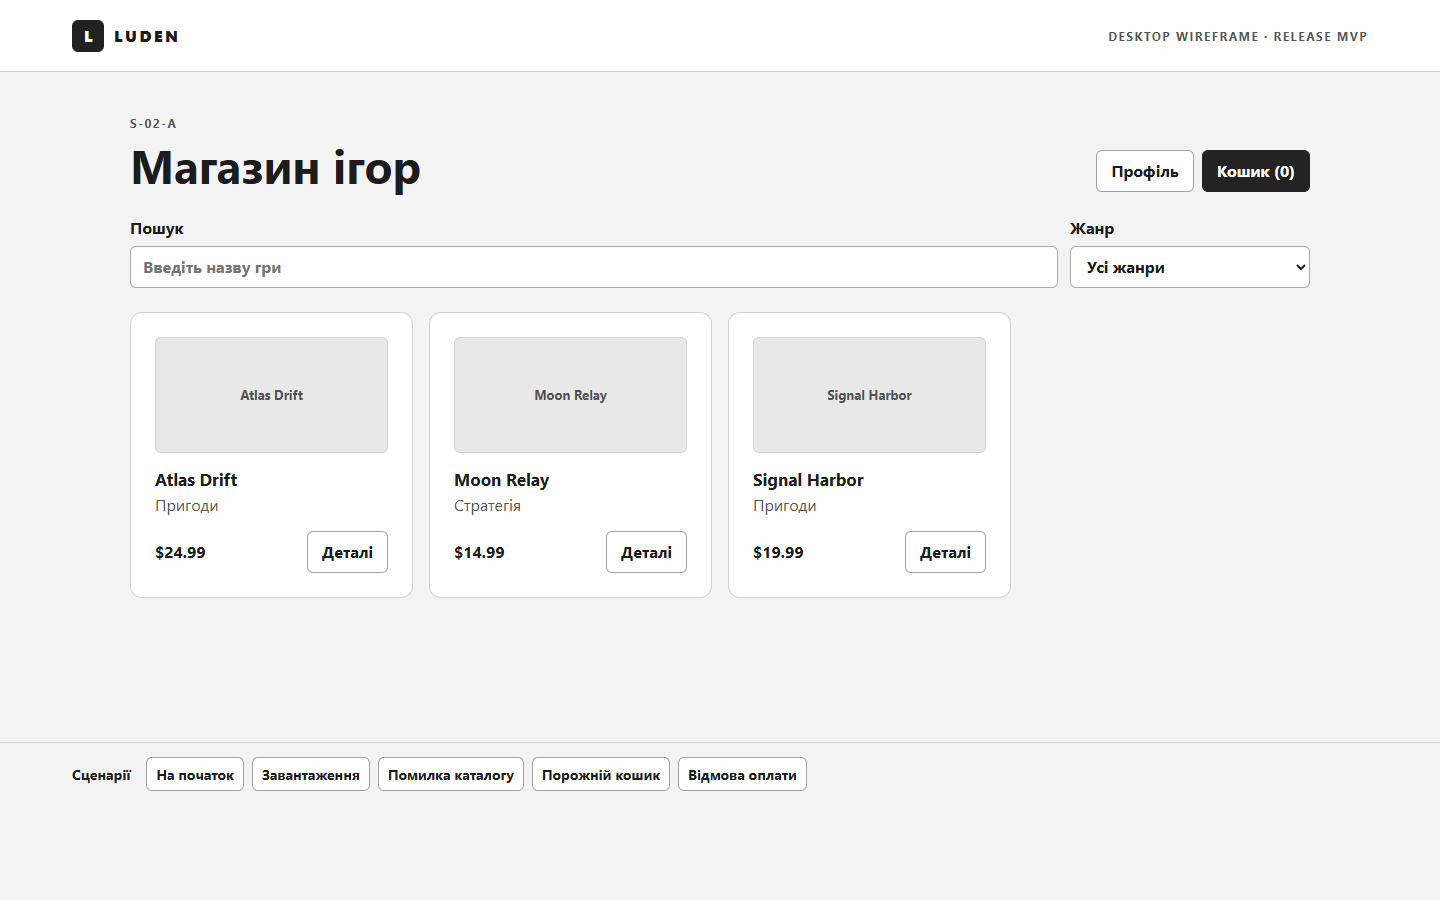 L LUDEN
DESKTOP WIREFRAME · RELEASE MVP
S-02-A
Магазин ігор
Профіль
Кошик (0)
Пошук
Жанр
Введіть назву гри
Усі жанри
Atlas Drift
Moon Relay
Signal Harbor
Atlas Drift
Пригоди
$24.99
Деталі
Moon Relay
Стратегія
$14.99
Деталі
Signal Harbor
Пригоди
$19.99
Деталі
Сценарії
На початок
Завантаження
Помилка каталогу
Порожній кошик
Відмова оплати